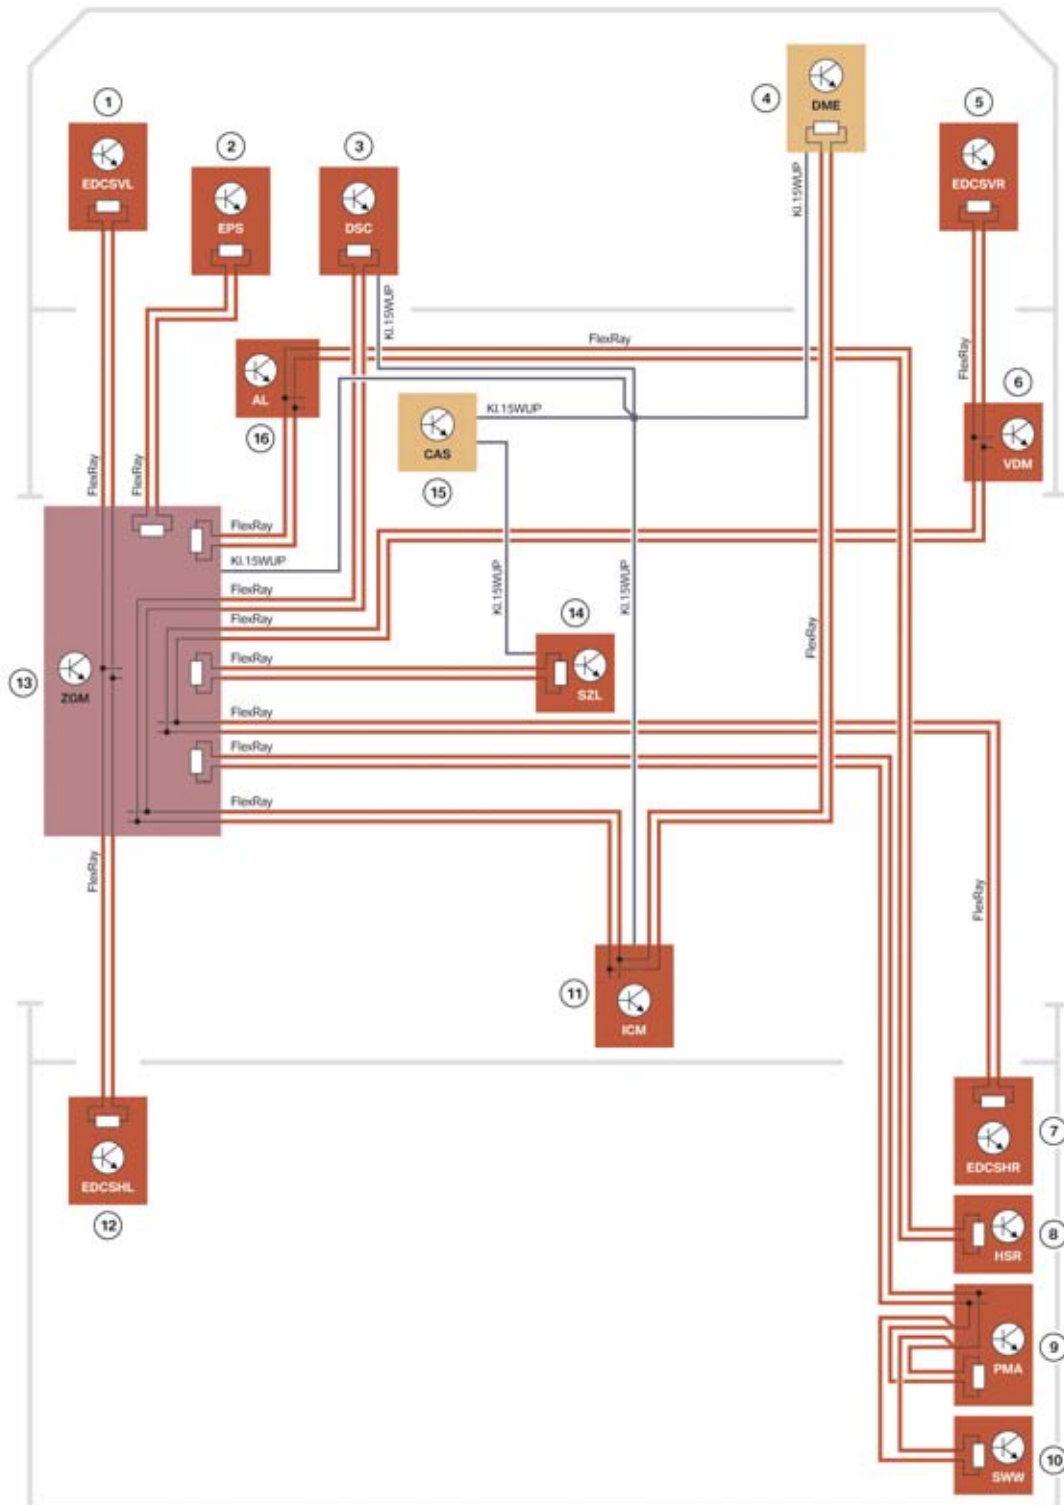 4
DME
1
EDCSVL
5
EDCSVR
2
EPS
3
DSC
Kl.15WUP
Kl.15WUP
FlexRay
FlexRay
6
VDM
AL
16
Kl.15WUP
CAS
15
FlexRay
FlexRay
FlexRay
Kl.15WUP
FlexRay
FlexRay
FlexRay
FlexRay
FlexRay
FlexRay
Kl.15WUP
Kl.15WUP
14
SZL
FlexRay
13
ZGM
FlexRay
FlexRay
11
ICM
12
EDCSHL
7
EDCSHR
8
HSR
9
PMA
10
SWW